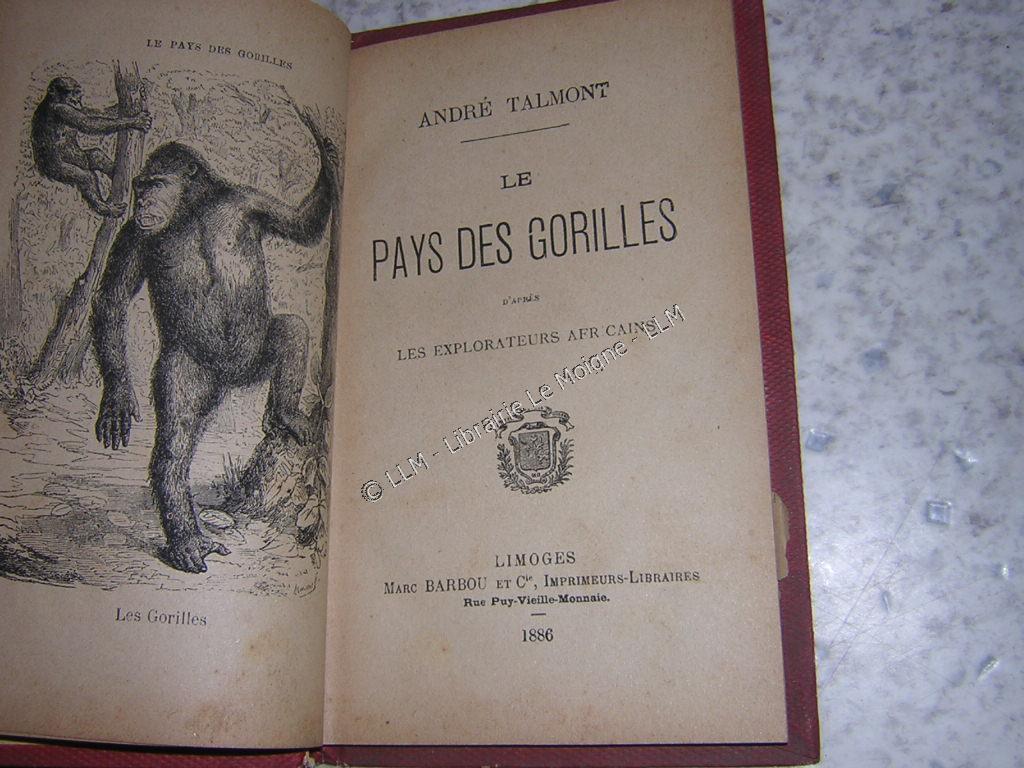 LE PAYS DES GORILLES
Les Gorilles
ANDRÉ TALMONT
LE
PAYS DES GORILLES
D'APRÈS
LES EXPLORATEURS AFR CAINS
© LLM - Librairie Le Moigne - LLM
LIMOGES
MARC BARBOU ET Cie, IMPRIMEURS-LIBRAIRES
Rue Puy-Vieille-Monnaie.
1886